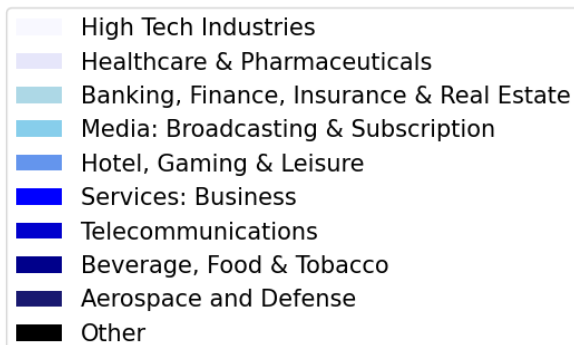 High Tech Industries
Healthcare & Pharmaceuticals
Banking, Finance, Insurance & Real Estate
Media: Broadcasting & Subscription
Hotel, Gaming & Leisure
Services: Business
Telecommunications
Beverage, Food & Tobacco
Aerospace and Defense
Other